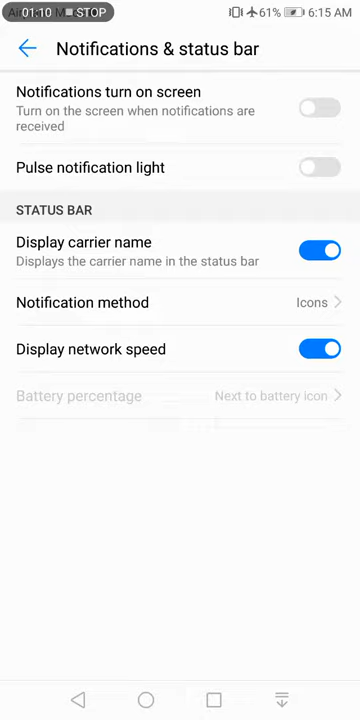 01:10 STOP 61% 6:15 AM
Notifications & status bar
Notifications turn on screen
Turn on the screen when notifications are
received
Pulse notification light
STATUS BAR
Display carrier name
Displays the carrier name in the status bar
Notification method Icons
Display network speed
Battery percentage Next to battery icon